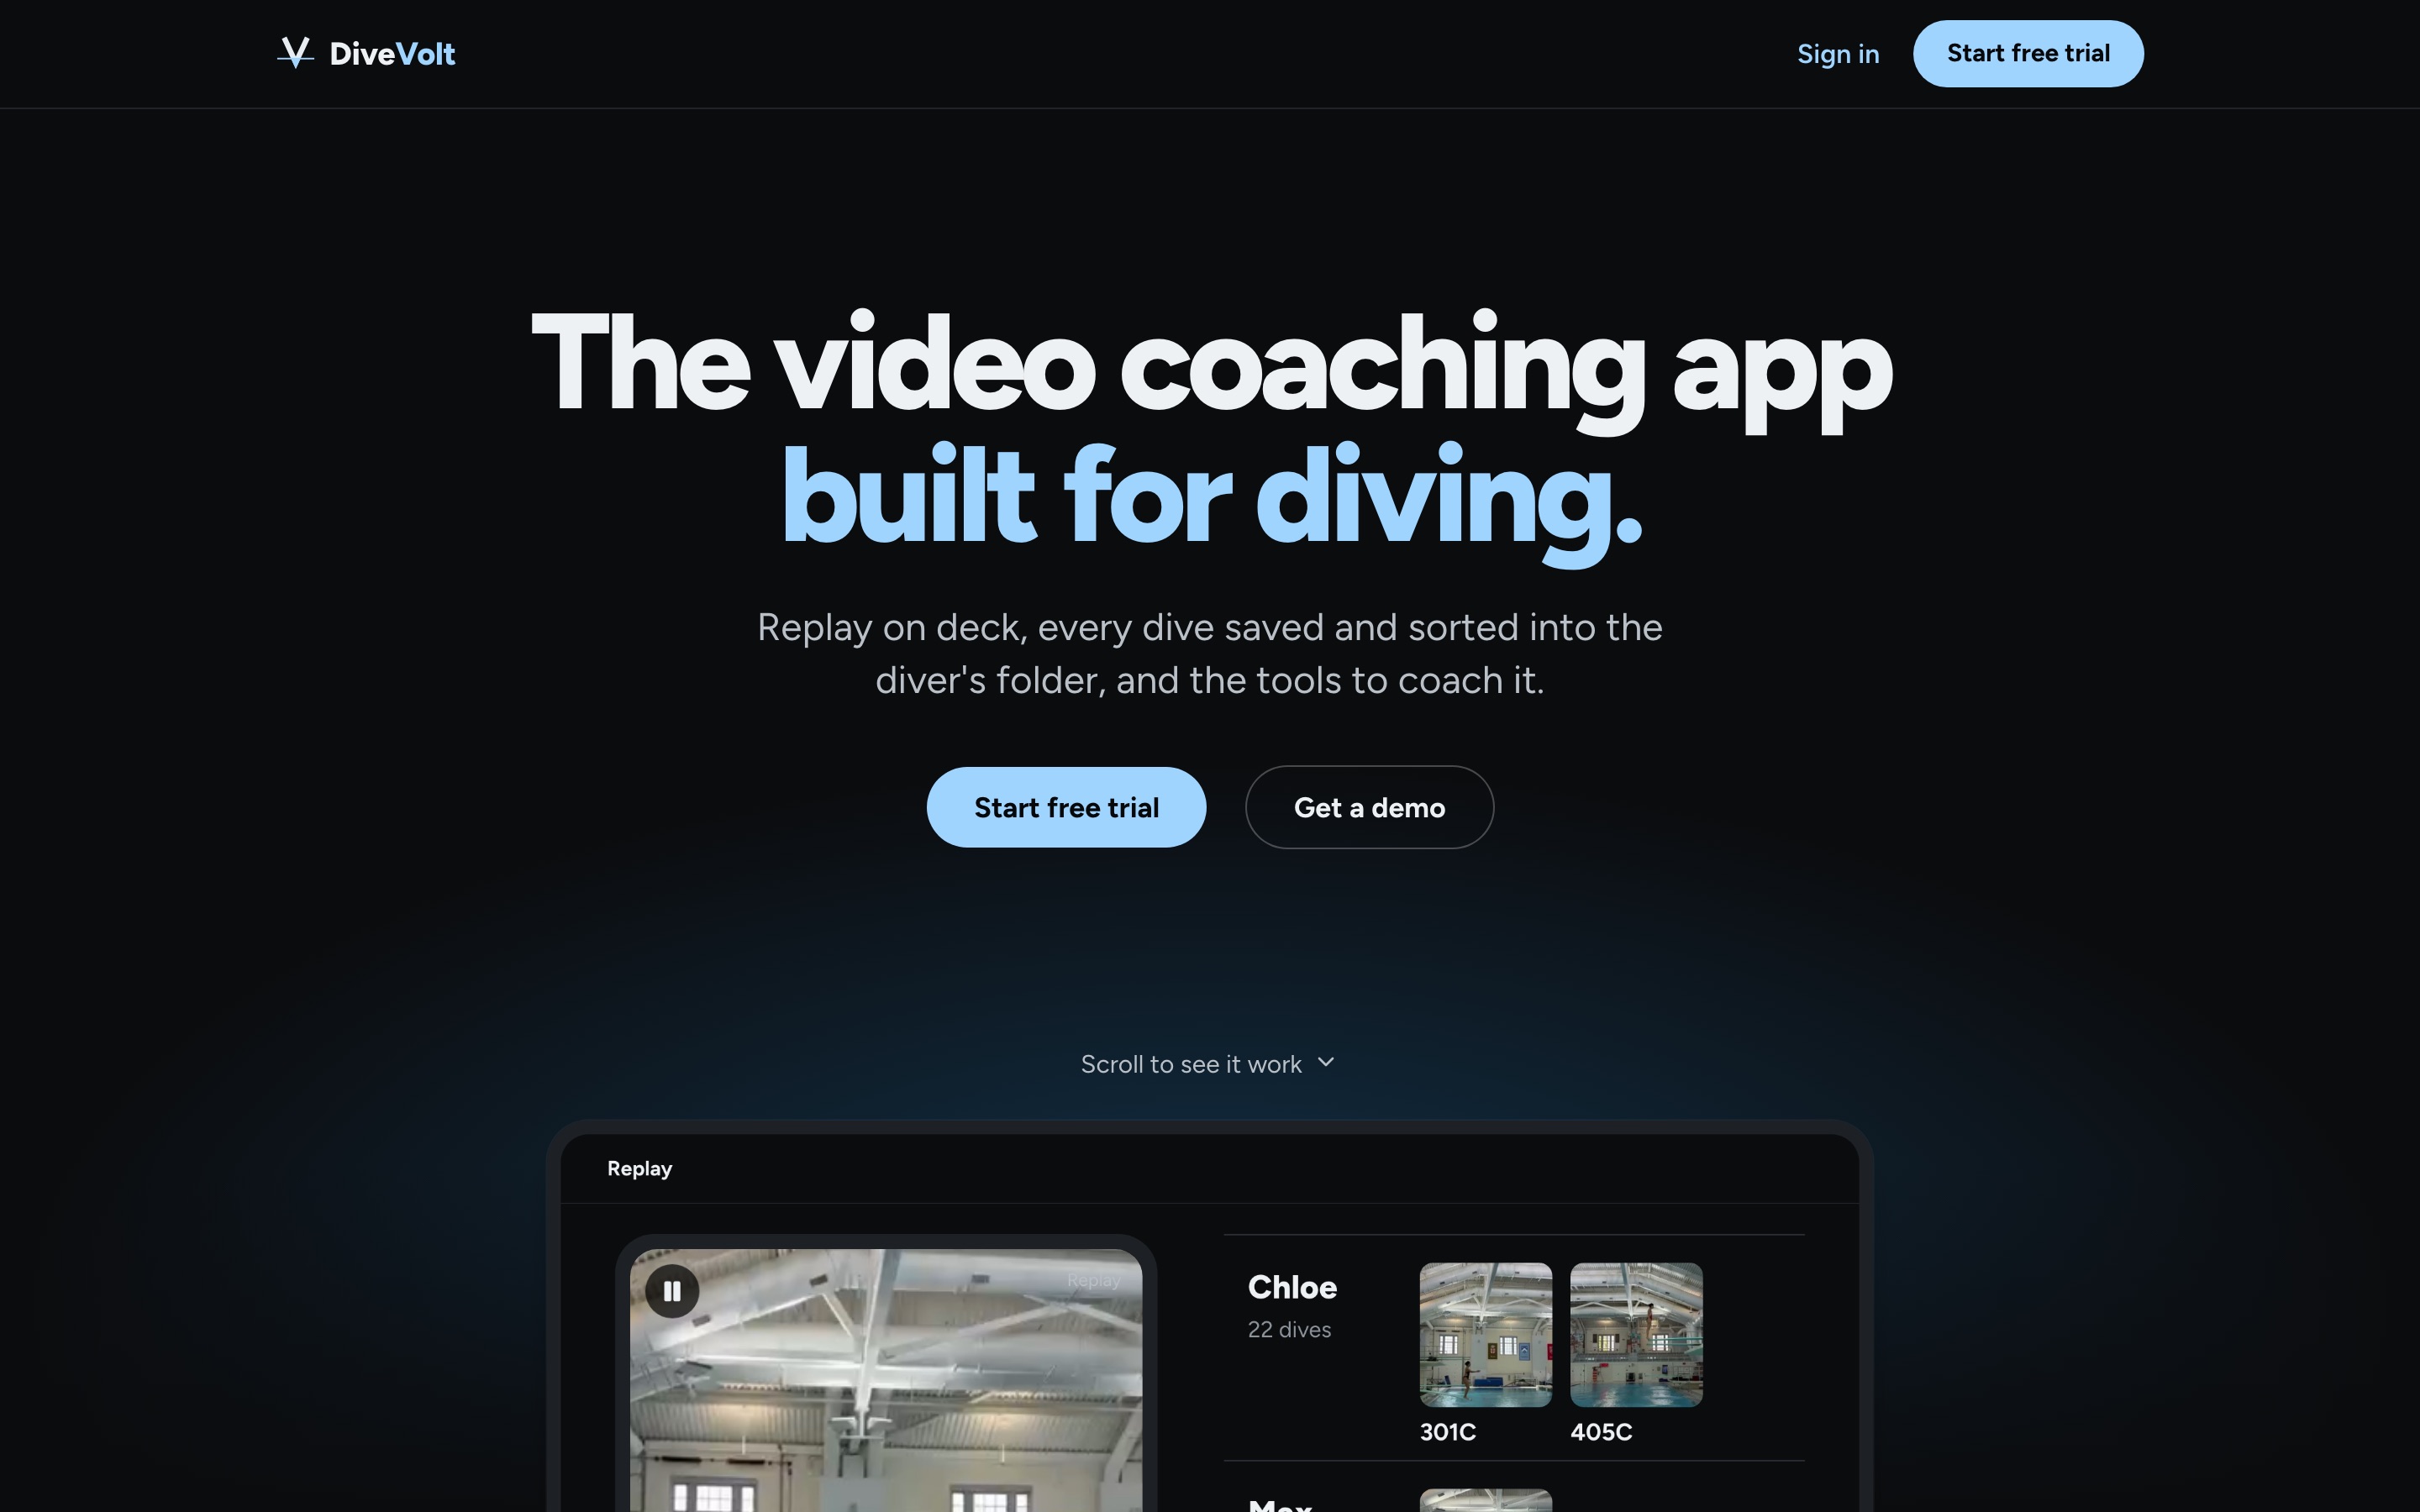 DiveVolt
Sign in
Start free trial
The video coaching app
built for diving.
Replay on deck, every dive saved and sorted into the
diver's folder, and the tools to coach it.
Start free trial
Get a demo
Scroll to see it work
Replay
Replay
Chloe
22 dives
301C
405C